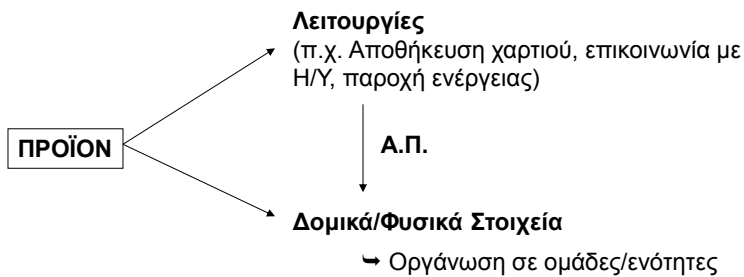 Λειτουργίες
(π.χ. Αποθήκευση χαρτιού, επικοινωνία με
Η/Υ, παροχή ενέργειας)
ΠΡΟΪΟΝ
Α.Π.
Δομικά/Φυσικά Στοιχεία
➥ Οργάνωση σε ομάδες/ενότητες